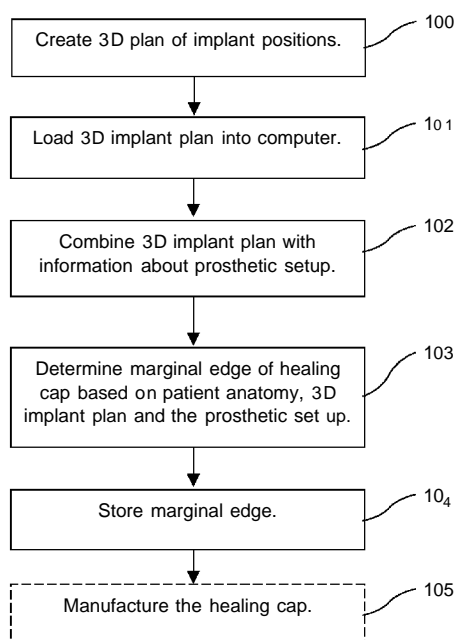 Create 3D plan of implant positions.
100
Load 3D implant plan into computer.
101
Combine 3D implant plan with
information about prosthetic setup.
102
Determine marginal edge of healing
cap based on patient anatomy, 3D
implant plan and the prosthetic set up.
103
Store marginal edge.
104
Manufacture the healing cap.
105